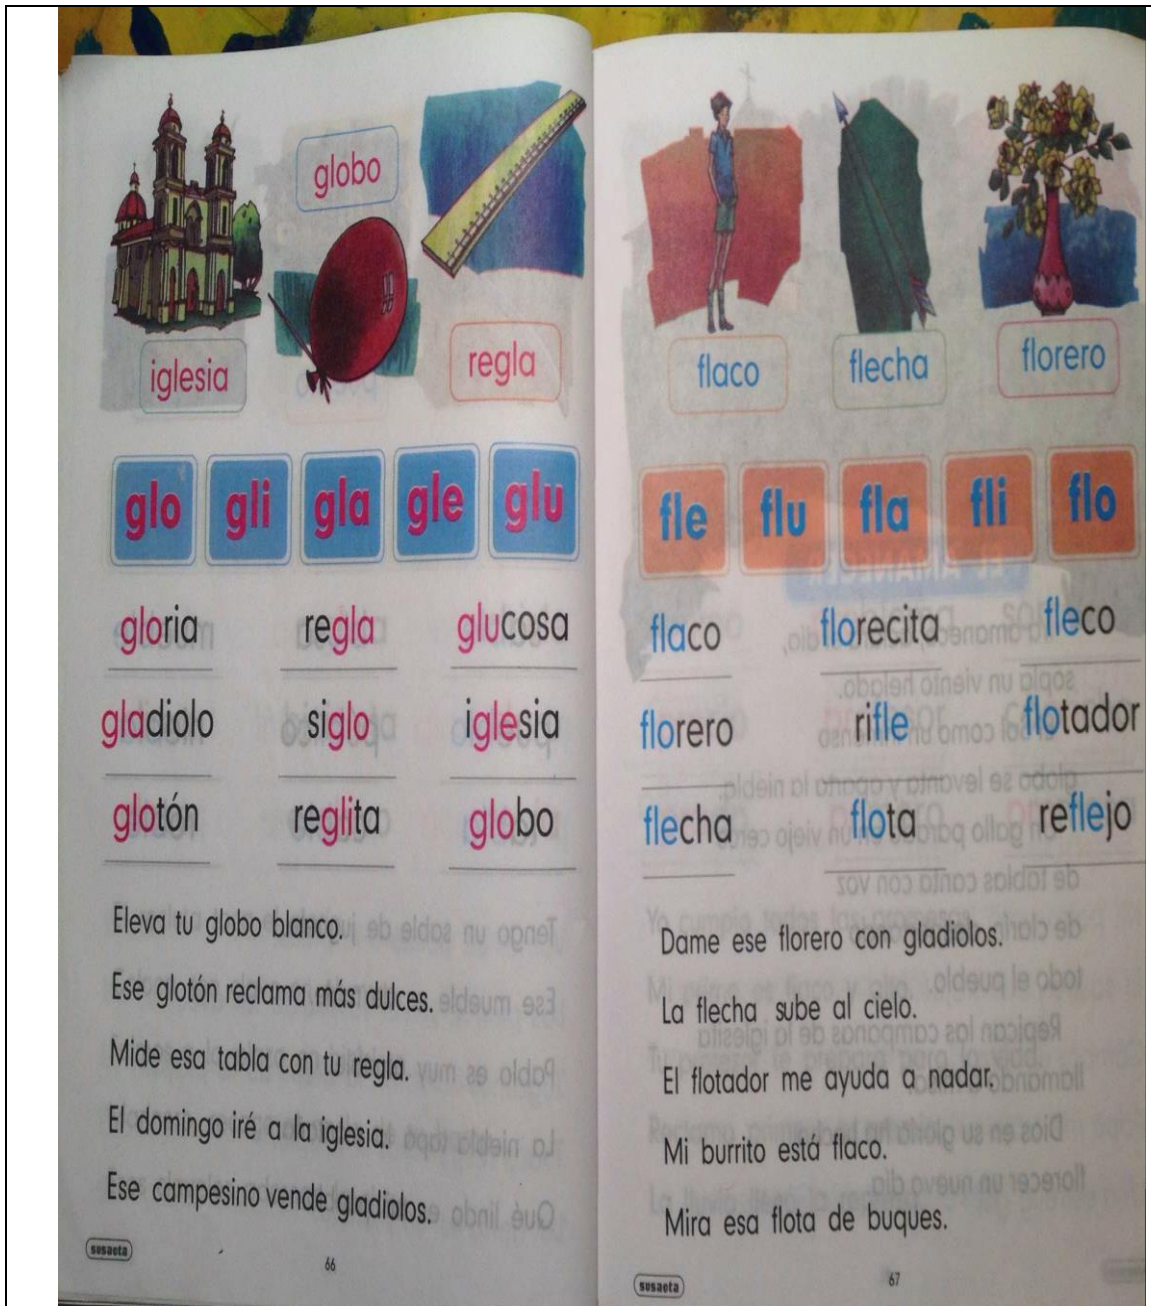 globo
iglesia
regla
glo gli gla gle glu
gloria regla glucosa
gladiolo siglo iglesia
glotón reglita globo
Eleva tu globo blanco.
Ese glotón reclama más dulces.
Mide esa tabla con tu regla.
El domingo iré a la iglesia.
Ese campesino vende gladiolos.
susaeta
66
flaco flecha florero
fle flu fla fli flo
flaco florecita fleco
florero rifle flotador
flecha flota reflejo
Dame ese florero con gladiolos.
La flecha sube al cielo.
El flotador me ayuda a nadar.
Mi burrito está flaco.
Mira esa flota de buques.
susaeta
67